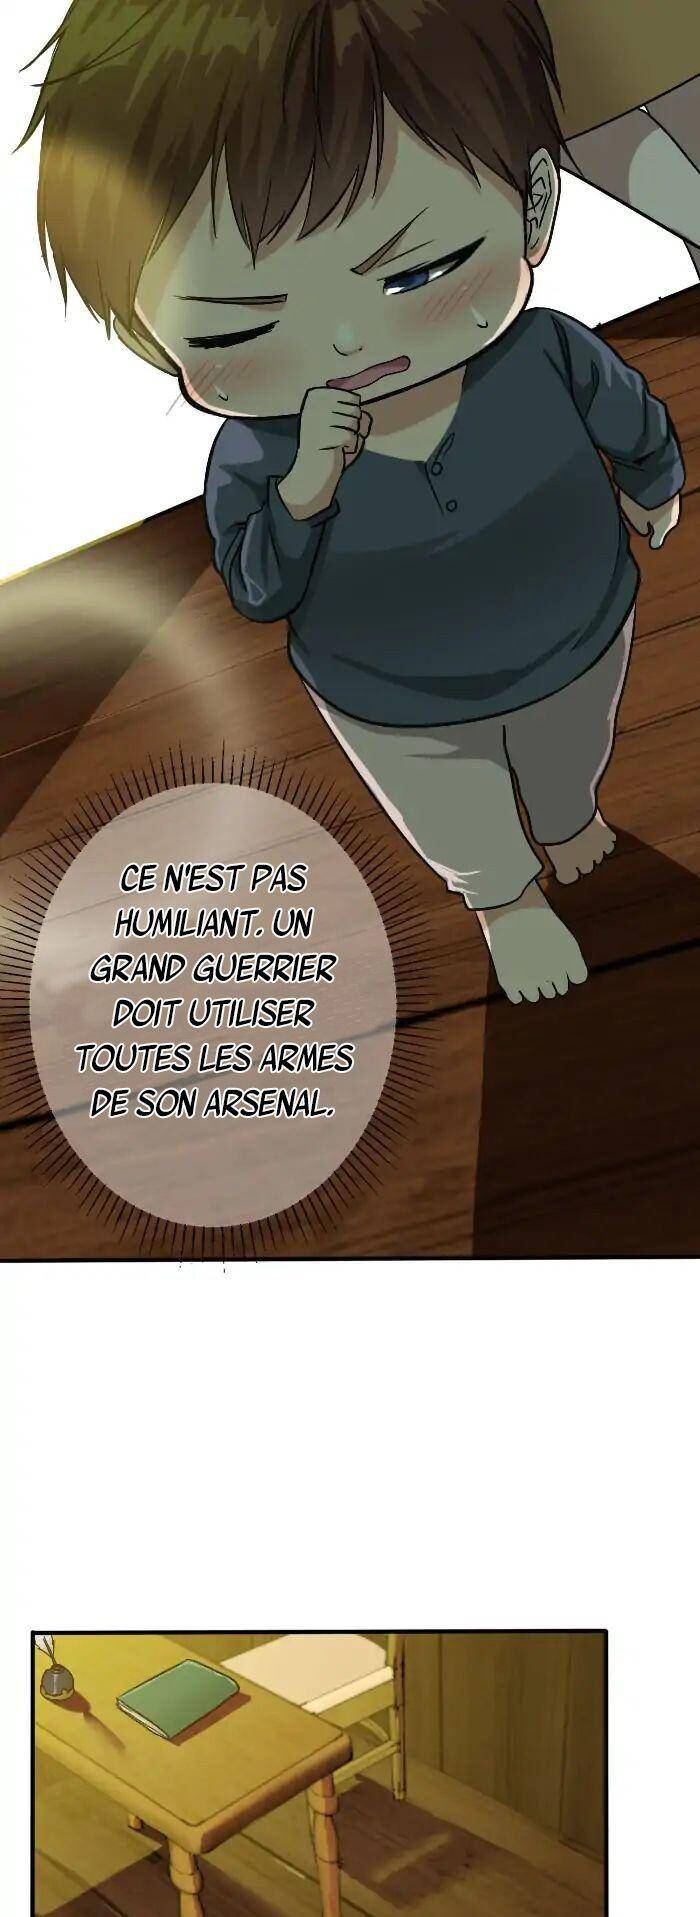 CE N'EST PAS
HUMILIANT. UN
GRAND GUERRIER
DOIT UTILISER
TOUTES LES ARMES
DE SON ARSENAL.